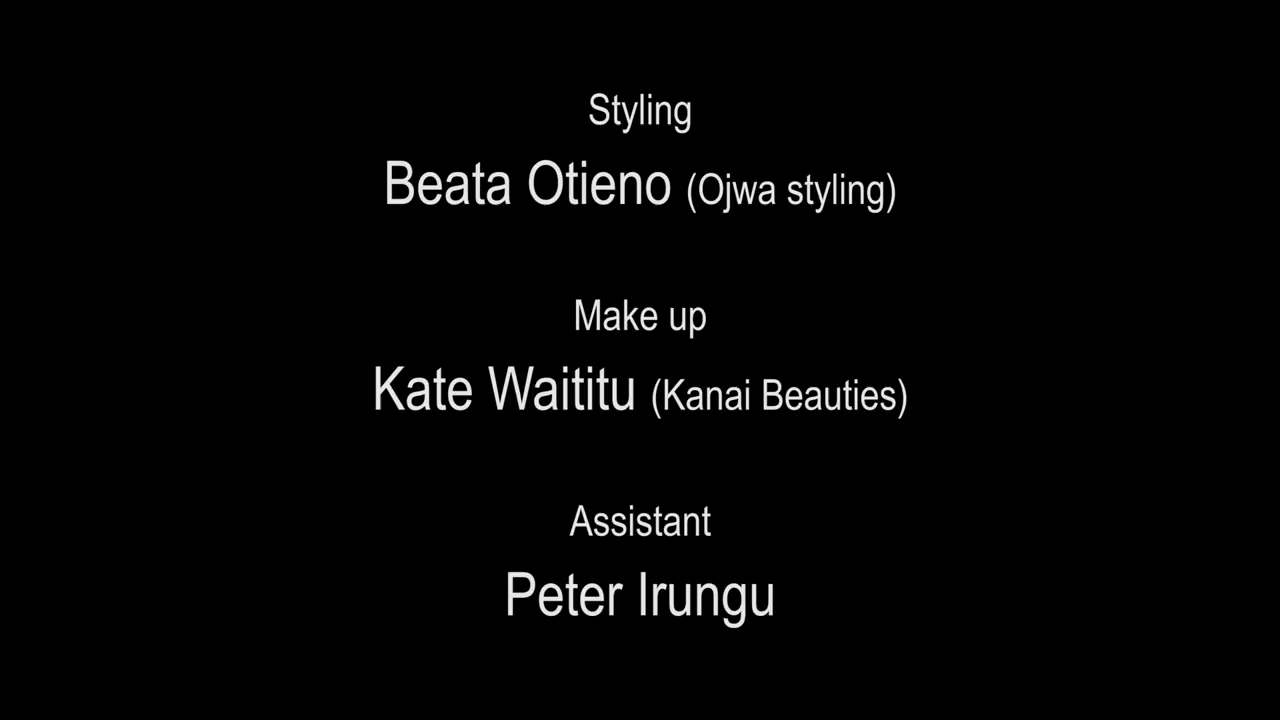 Styling
Beata Otieno (Ojwa styling)
Make up
Kate Waititu (Kanai Beauties)
Assistant
Peter Irungu